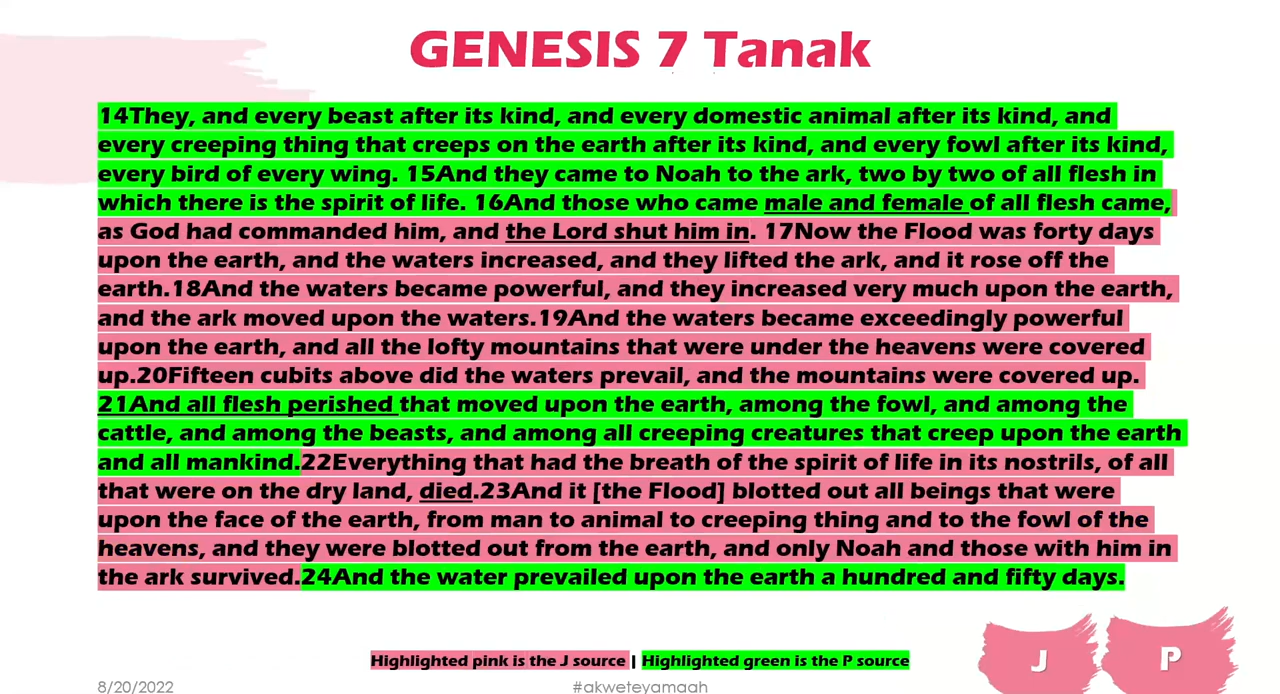 GENESIS 7 Tanak
14They, and every beast after its kind, and every domestic animal after its kind, and
every creeping thing that creeps on the earth after its kind, and every fowl after its kind,
every bird of every wing. 15And they came to Noah to the ark, two by two of all flesh in
which there is the spirit of life. 16And those who came male and female of all flesh came,
as God had commanded him, and the Lord shut him in. 17Now the Flood was forty days
upon the earth, and the waters increased, and they lifted the ark, and it rose off the
earth.18And the waters became powerful, and they increased very much upon the earth,
and the ark moved upon the waters.19And the waters became exceedingly powerful
upon the earth, and all the lofty mountains that were under the heavens were covered
up.20Fifteen cubits above did the waters prevail, and the mountains were covered up.
21And all flesh perished that moved upon the earth, among the fowl, and among the
cattle, and among the beasts, and among all creeping creatures that creep upon the earth
and all mankind.22Everything that had the breath of the spirit of life in its nostrils, of all
that were on the dry land, died.23And it [the Flood] blotted out all beings that were
upon the face of the earth, from man to animal to creeping thing and to the fowl of the
heavens, and they were blotted out from the earth, and only Noah and those with him in
the ark survived.24And the water prevailed upon the earth a hundred and fifty days.
Highlighted pink is the J source | Highlighted green is the P source
J
P
8/20/2022
#akweteyamaah